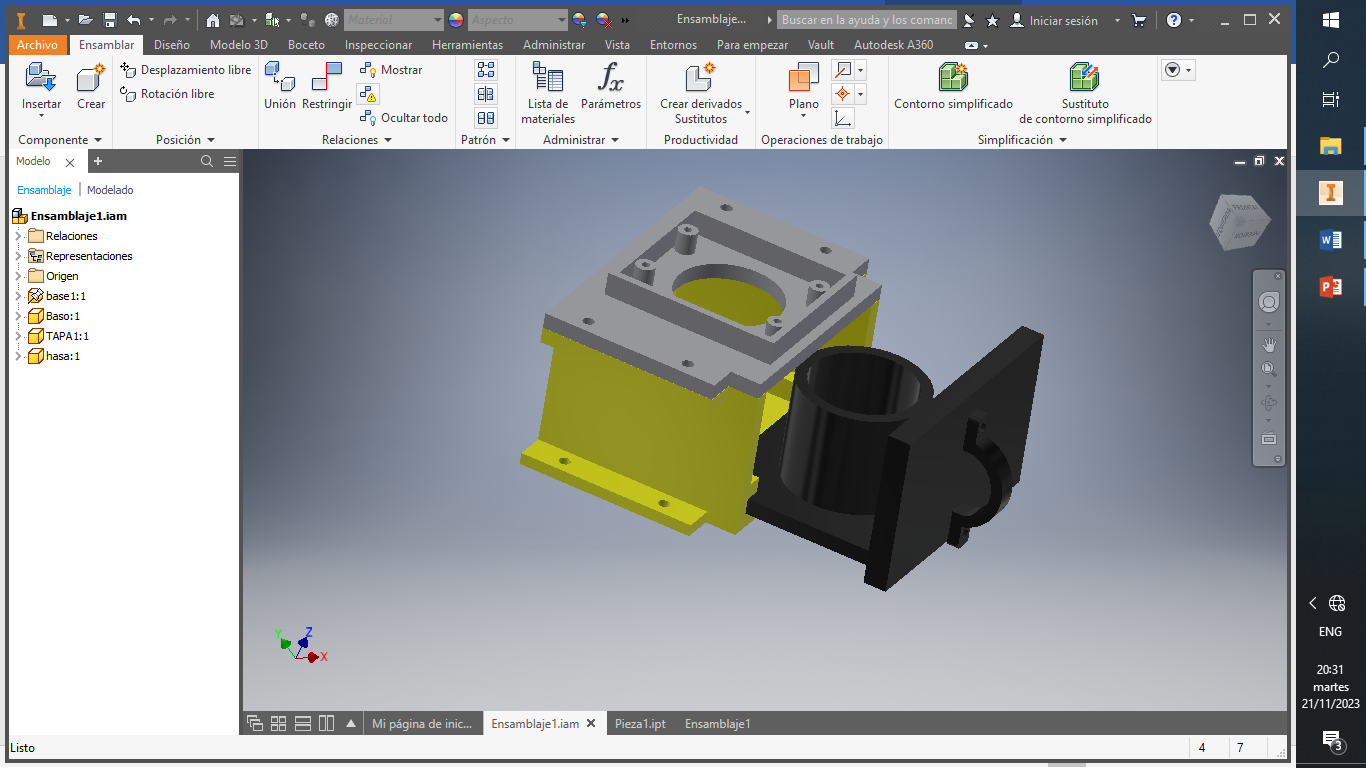 Material
Aspecto
Ensamblaje...
Buscar en la ayuda y los comanc
Iniciar sesión
Archivo
Ensamblar
Diseño
Modelo 3D
Boceto
Inspeccionar
Herramientas
Administrar
Vista
Entornos
Para empezar
Vault
Autodesk A360
Insertar
Crear
Desplazamiento libre
Rotación libre
Unión
Restringir
Mostrar
Ocultar todo
Lista de
materiales
fx
Parámetros
Crear derivados
Sustitutos
Plano
Contorno simplificado
Sustituto
de contorno simplificado
Componente
Posición
Relaciones
Patrón
Administrar
Productividad
Operaciones de trabajo
Simplificación
Modelo
Ensamblaje
Modelado
Ensamblaje1.iam
Relaciones
Representaciones
Origen
base1:1
Baso:1
TAPA1:1
hasa:1
FRONTAL
Y
Z
X
Mi página de inic...
Ensamblaje1.iam
Pieza1.ipt
Ensamblaje1
Listo
4
7
ENG
20:31
martes
21/11/2023
3